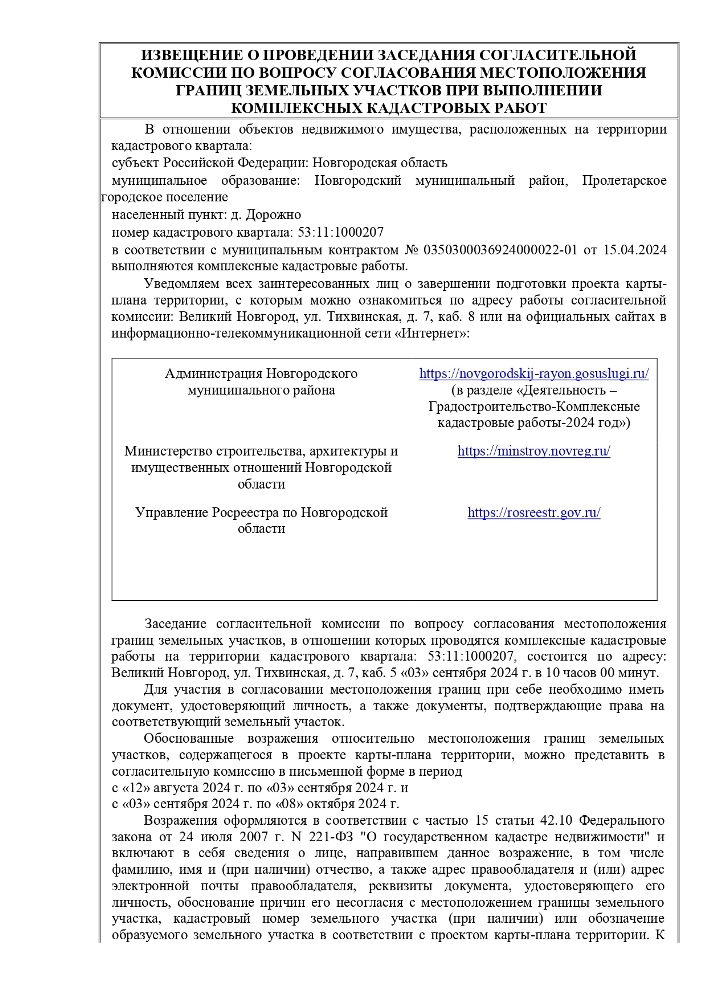 ИЗВЕЩЕНИЕ О ПРОВЕДЕНИИ ЗАСЕДАНИЯ СОГЛАСИТЕЛЬНОЙ
КОМИССИИ ПО ВОПРОСУ СОГЛАСОВАНИЯ МЕСТОПОЛОЖЕНИЯ
ГРАНИЦ ЗЕМЕЛЬНЫХ УЧАСТКОВ ПРИ ВЫПОЛНЕНИИ
КОМПЛЕКСНЫХ КАДАСТРОВЫХ РАБОТ
В отношении объектов недвижимого имущества, расположенных на территории
кадастрового квартала:
субъект Российской Федерации: Новгородская область
муниципальное образование: Новгородский муниципальный район, Пролетарское
городское поселение
населенный пункт: д. Дорожно
номер кадастрового квартала: 53:11:1000207
в соответствии с муниципальным контрактом № 0350300036924000022-01 от 15.04.2024
выполняются комплексные кадастровые работы.
Уведомляем всех заинтересованных лиц о завершении подготовки проекта карты-
плана территории, с которым можно ознакомиться по адресу работы согласительной
комиссии: Великий Новгород, ул. Тихвинская, д. 7, каб. 8 или на официальных сайтах в
информационно-телекоммуникационной сети «Интернет»:
Администрация Новгородского
муниципального района
https://novgorodskij-rayon.gosuslugi.ru/
(в разделе «Деятельность –
Градостроительство-Комплексные
кадастровые работы-2024 год»)
Министерство строительства, архитектуры и
имущественных отношений Новгородской
области
https://minstroy.novreg.ru/
Управление Росреестра по Новгородской
области
https://rosreestr.gov.ru/
Заседание согласительной комиссии по вопросу согласования местоположения
границ земельных участков, в отношении которых проводятся комплексные кадастровые
работы на территории кадастрового квартала: 53:11:1000207, состоится по адресу:
Великий Новгород, ул. Тихвинская, д. 7, каб. 5 «03» сентября 2024 г. в 10 часов 00 минут.
Для участия в согласовании местоположения границ при себе необходимо иметь
документ, удостоверяющий личность, а также документы, подтверждающие права на
соответствующий земельный участок.
Обоснованные возражения относительно местоположения границ земельных
участков, содержащегося в проекте карты-плана территории, можно представить в
согласительную комиссию в письменной форме в период
с «12» августа 2024 г. по «03» сентября 2024 г. и
с «03» сентября 2024 г. по «08» октября 2024 г.
Возражения оформляются в соответствии с частью 15 статьи 42.10 Федерального
закона от 24 июля 2007 г. N 221-ФЗ "О государственном кадастре недвижимости" и
включают в себя сведения о лице, направившем данное возражение, в том числе
фамилию, имя и (при наличии) отчество, а также адрес правообладателя и (или) адрес
электронной почты правообладателя, реквизиты документа, удостоверяющего его
личность, обоснование причин его несогласия с местоположением границы земельного
участка, кадастровый номер земельного участка (при наличии) или обозначение
образуемого земельного участка в соответствии с проектом карты-плана территории. К